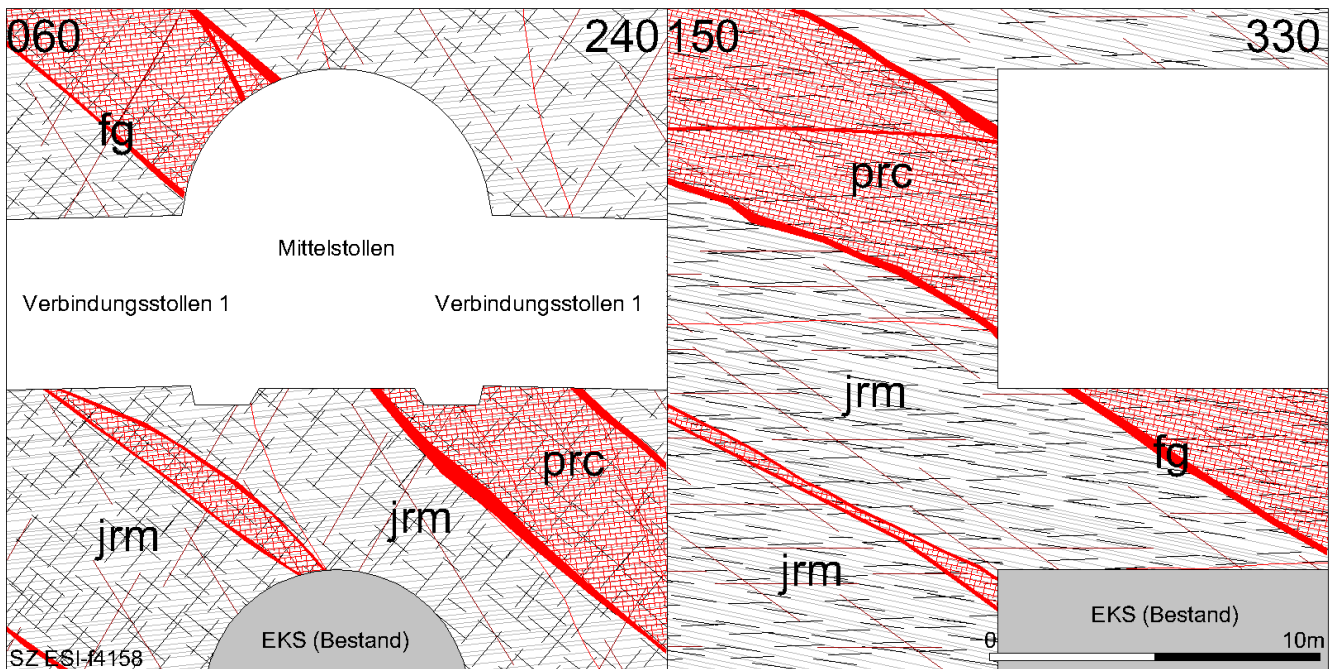 060
240
fg
Mittelstollen
Verbindungsstollen 1
Verbindungsstollen 1
prc
jrm
jrm
EKS (Bestand)
SZ ESI-f4158
150
330
prc
jrm
fg
jrm
EKS (Bestand)
0
10m